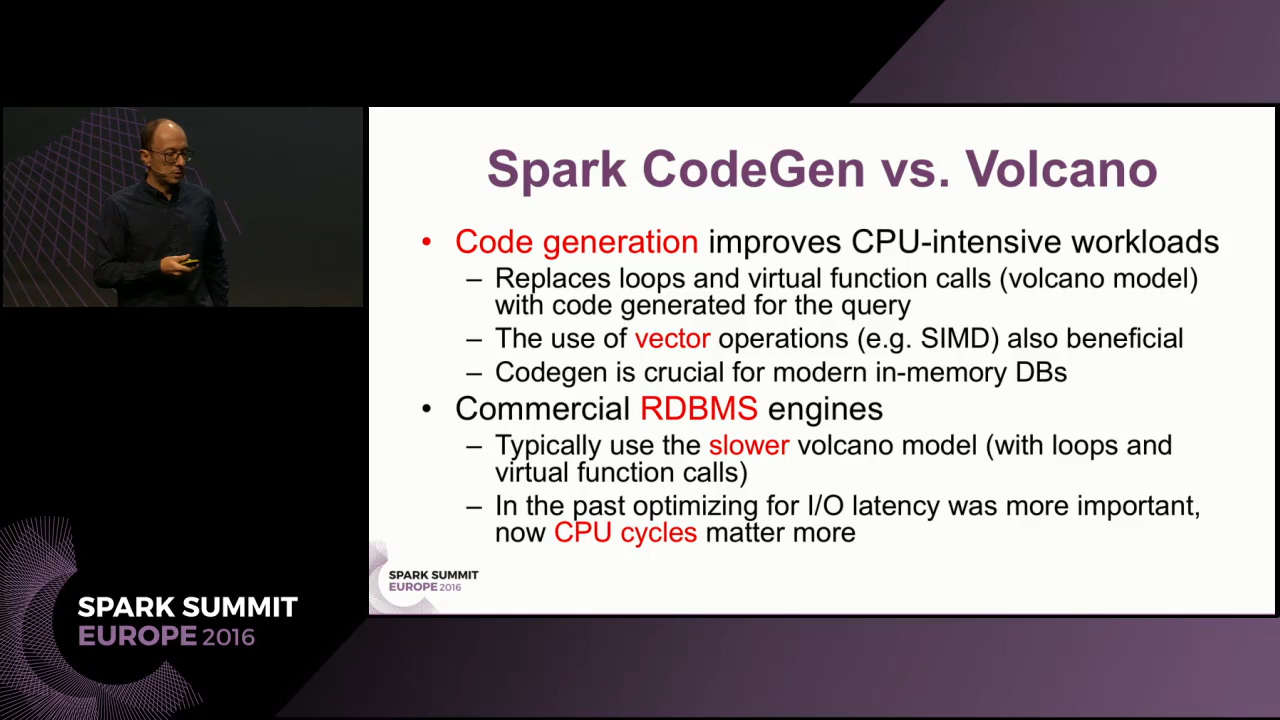 Spark CodeGen vs. Volcano
• Code generation improves CPU-intensive workloads
– Replaces loops and virtual function calls (volcano model)
with code generated for the query
– The use of vector operations (e.g. SIMD) also beneficial
– Codegen is crucial for modern in-memory DBs
• Commercial RDBMS engines
– Typically use the slower volcano model (with loops and
virtual function calls)
– In the past optimizing for I/O latency was more important,
now CPU cycles matter more
SPARK SUMMIT
EUROPE 2016
SPARK SUMMIT
EUROPE 2016